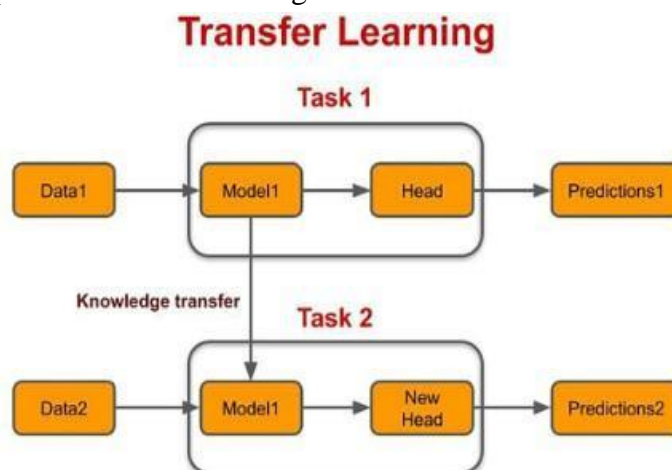 Transfer Learning
Task 1
Data1
Model1
Head
Predictions1
Knowledge transfer
Task 2
Data2
Model1
New
Head
Predictions2